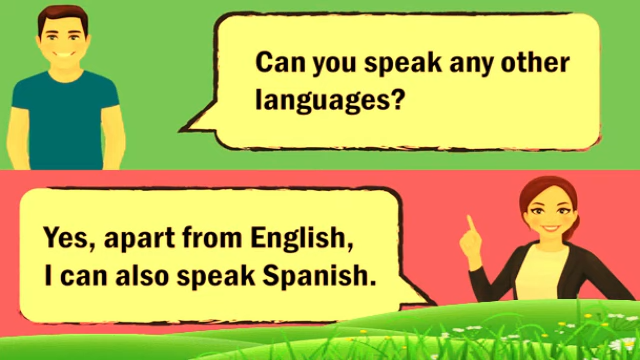 Can you speak any other
languages?
Yes, apart from English,
I can also speak Spanish.